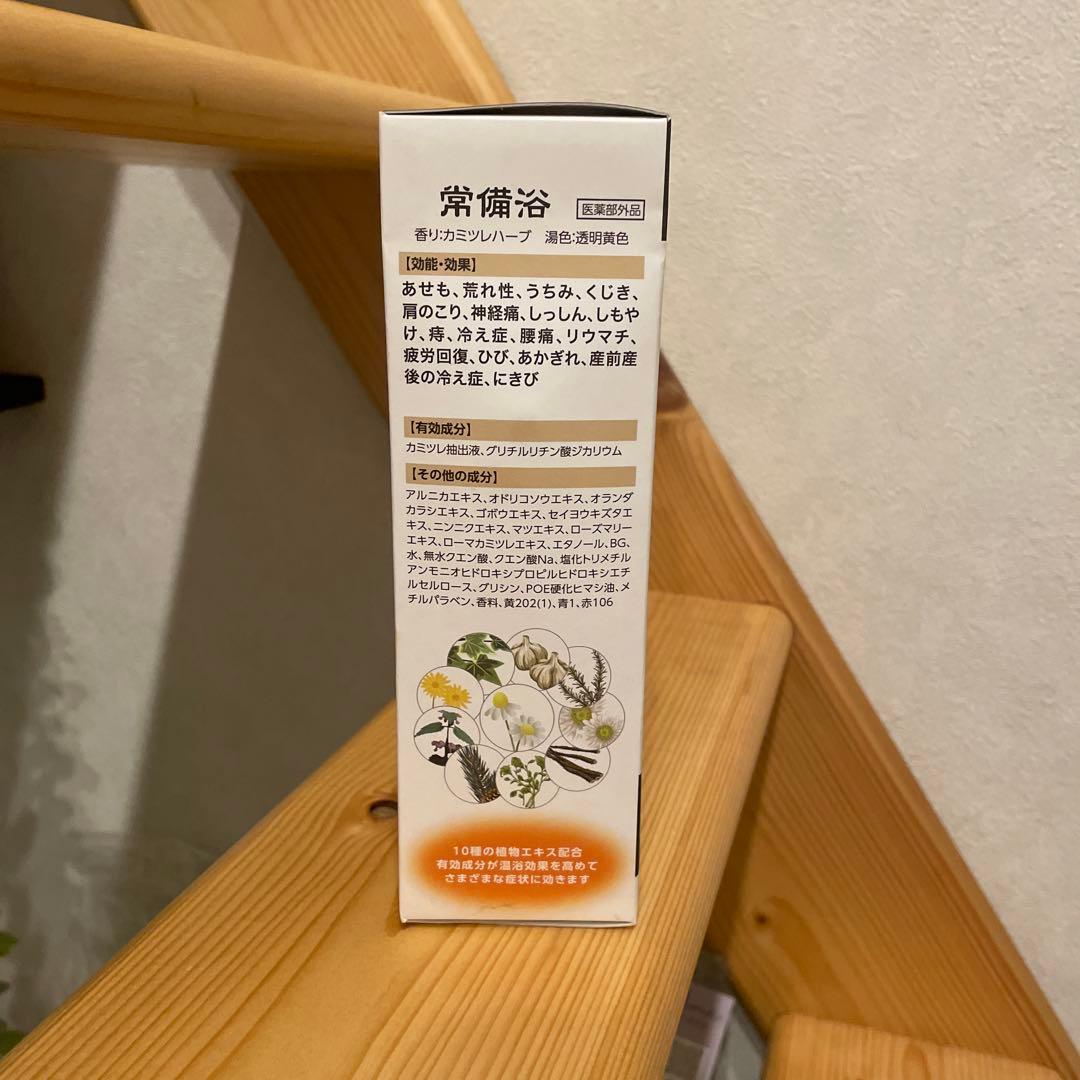 常備浴 医薬部外品
香り:カミツレハーブ 湯色:透明黄色
【効能・効果】
あせも、荒れ性、うちみ、くじき、
肩のこり、神経痛、しっしん、しもや
け、痔、冷え症、腰痛、リウマチ、
疲労回復、ひび、あかぎれ、産前産
後の冷え症、にきび
【有効成分】
カミツレ抽出液、グリチルリチン酸ジカリウム
【その他の成分】
アルニカエキス、オドリコソウエキス、オランダ
カラシエキス、ゴボウエキス、セイヨウキズタエ
キス、ニンニクエキス、マツエキス、ローズマリー
エキス、ローマカミツレエキス、エタノール、BG、
水、無水クエン酸、クエン酸Na、塩化トリメチル
アンモニオヒドロキシプロピルヒドロキシエチ
ルセルロース、グリシン、POE硬化ヒマシ油、メ
チルパラベン、香料、黄202(1)、青1、赤106
10種の植物エキス配合
有効成分が温浴効果を高めて
さまざまな症状に効きます